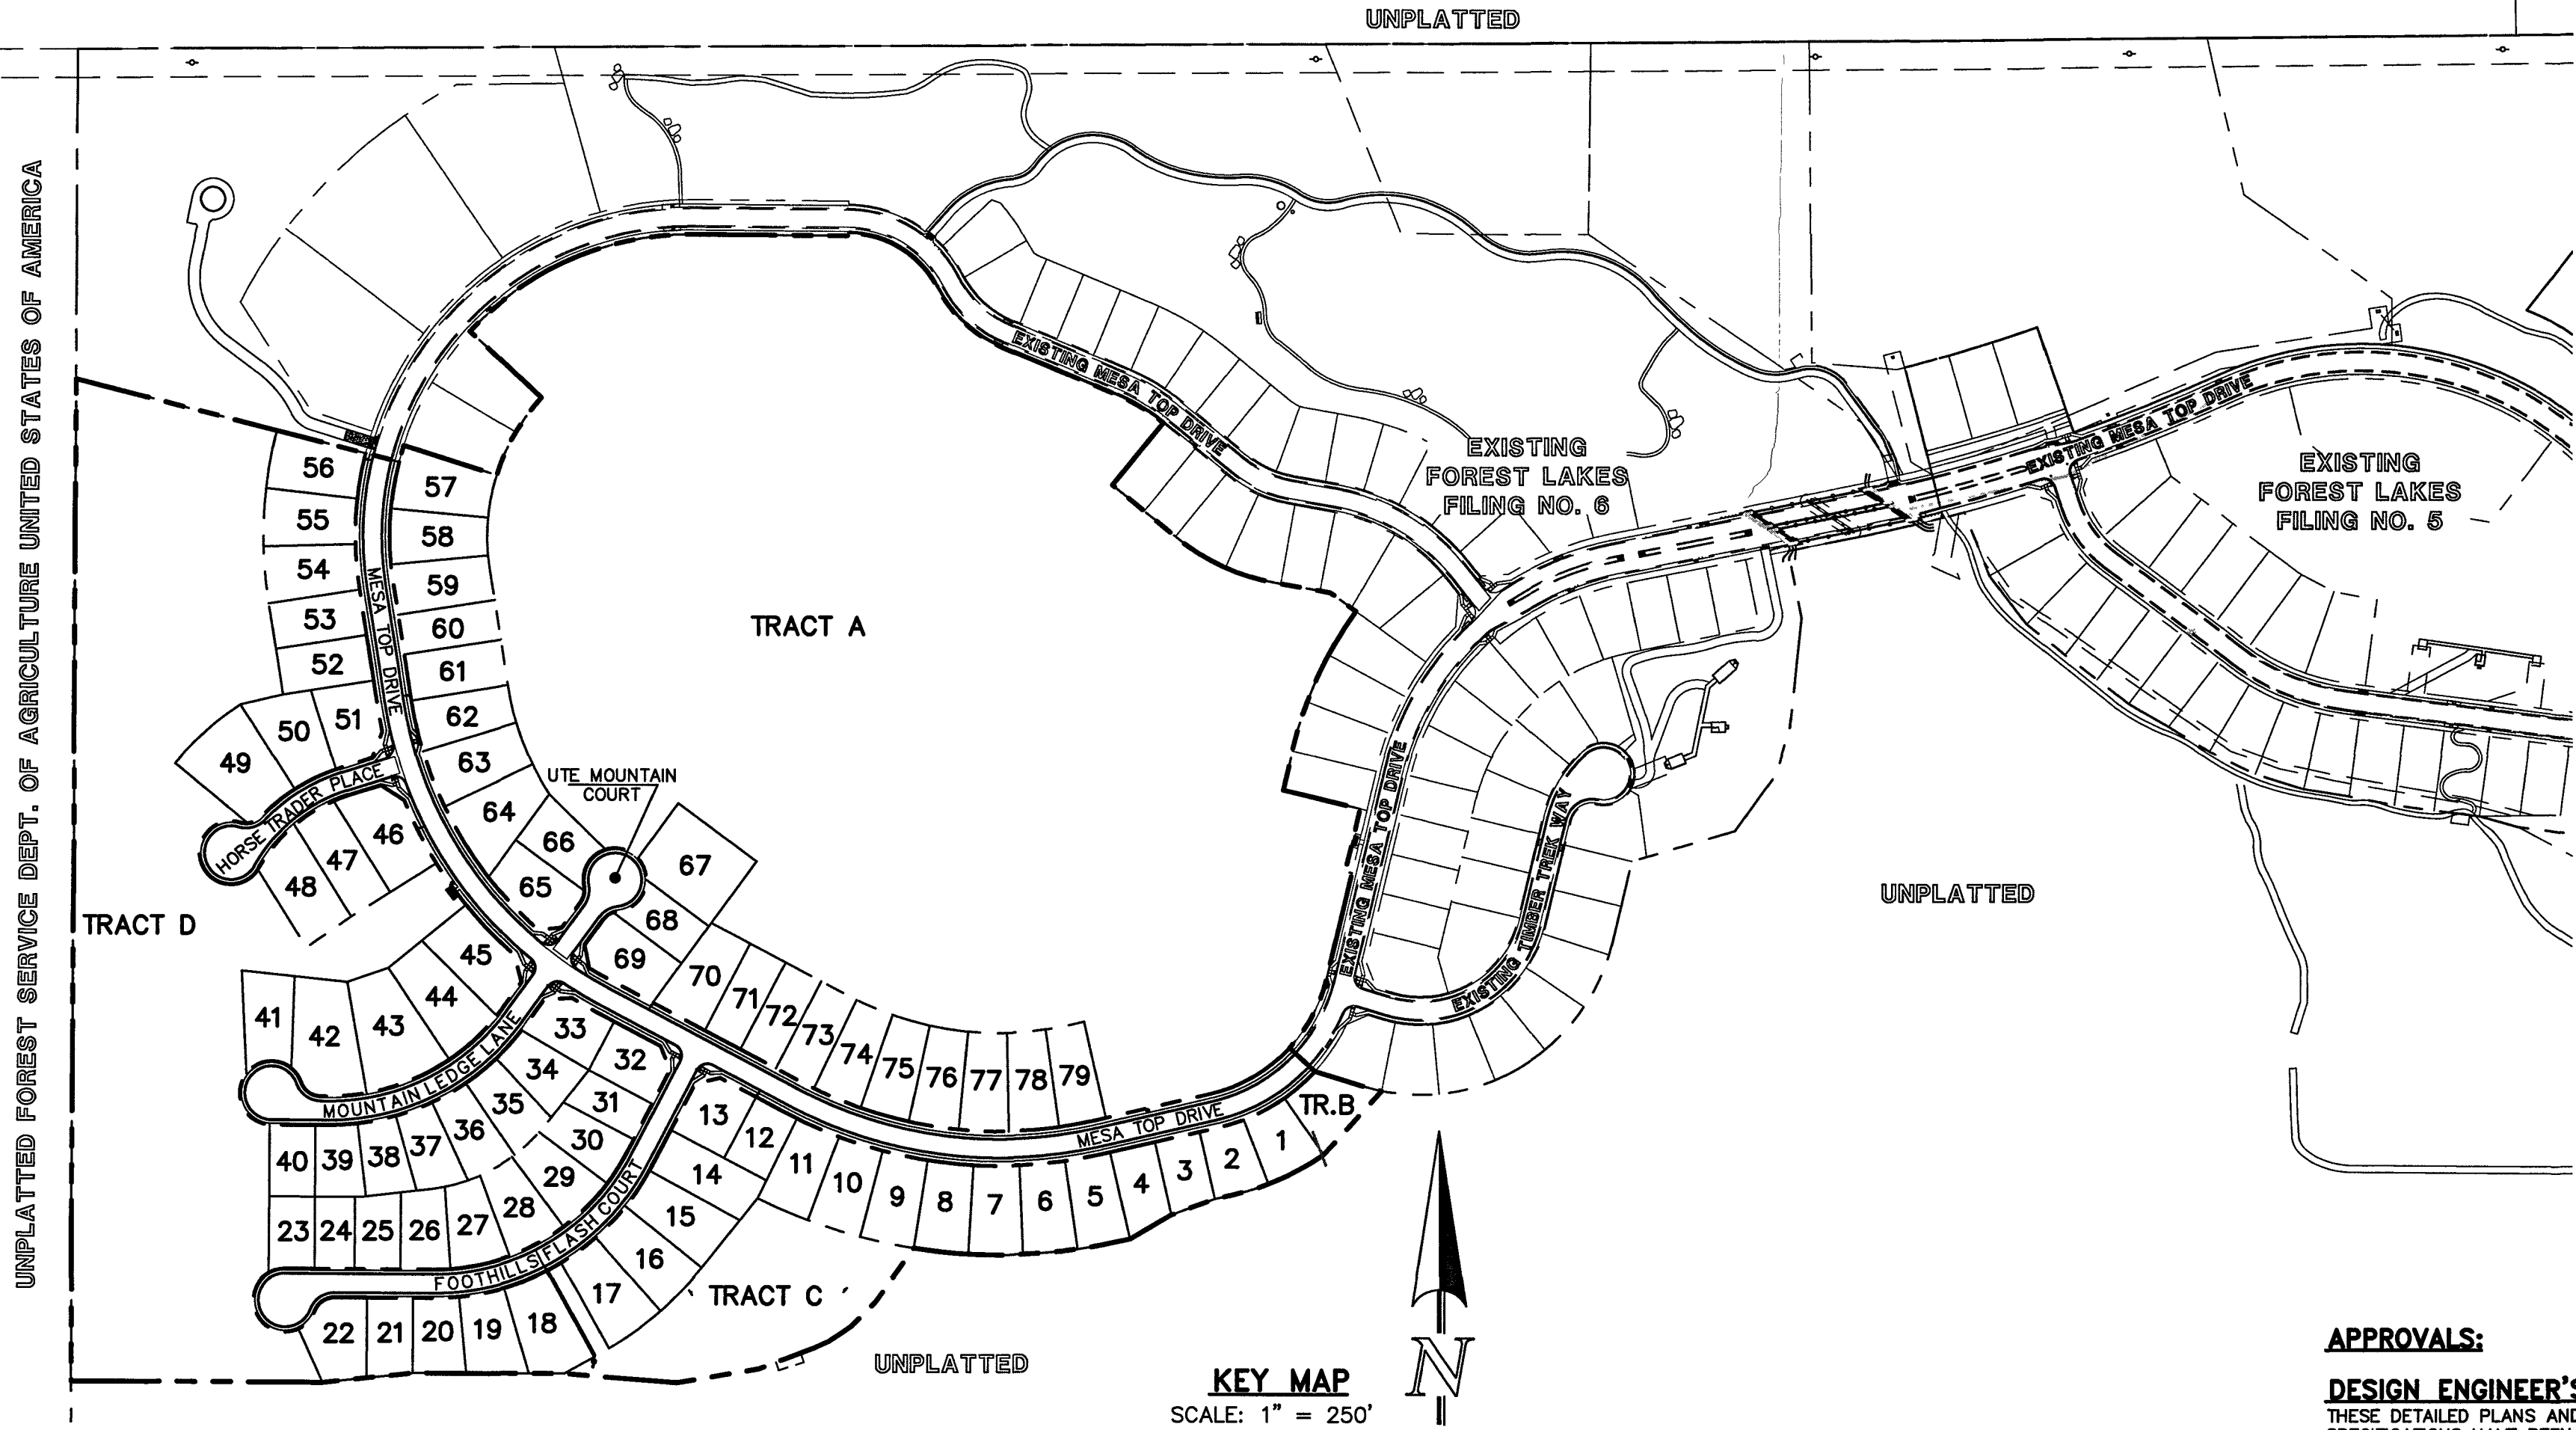 UNPLATTED
UNPLATTED FOREST SERVICE DEPT. OF AGRICULTURE UNITED STATES OF AMERICA
EXISTING MESA TOP DRIVE
EXISTING MESA TOP DRIVE
EXISTING
FOREST LAKES
FILING NO. 6
EXISTING
FOREST LAKES
FILING NO. 5
56
57
55
58
54
59
MESA TOP DRIVE
53
60
52
61
TRACT A
51
62
50
49
63
HORSE TRADER PLACE
UTE MOUNTAIN
COURT
64
46
66
47
67
48
65
68
EXISTING MESA TOP DRIVE
EXISTING TIMBER TREK WAY
UNPLATTED
TRACT D
45
69
70
44
71
72
73
74
75
76
77
78
79
41
42
43
33
32
34
MOUNTAIN LEDGE LANE
35
31
36
30
37
38
39
40
29
28
27
26
25
24
23
FOOTHILLS FLASH COURT
13
12
14
11
10
9
8
7
6
5
4
3
2
1
MESA TOP DRIVE
TR.B
15
16
17
18
19
20
21
22
TRACT C
UNPLATTED
KEY MAP
SCALE: 1" = 250'
N
APPROVALS:
DESIGN ENGINEER'S
THESE DETAILED PLANS AND